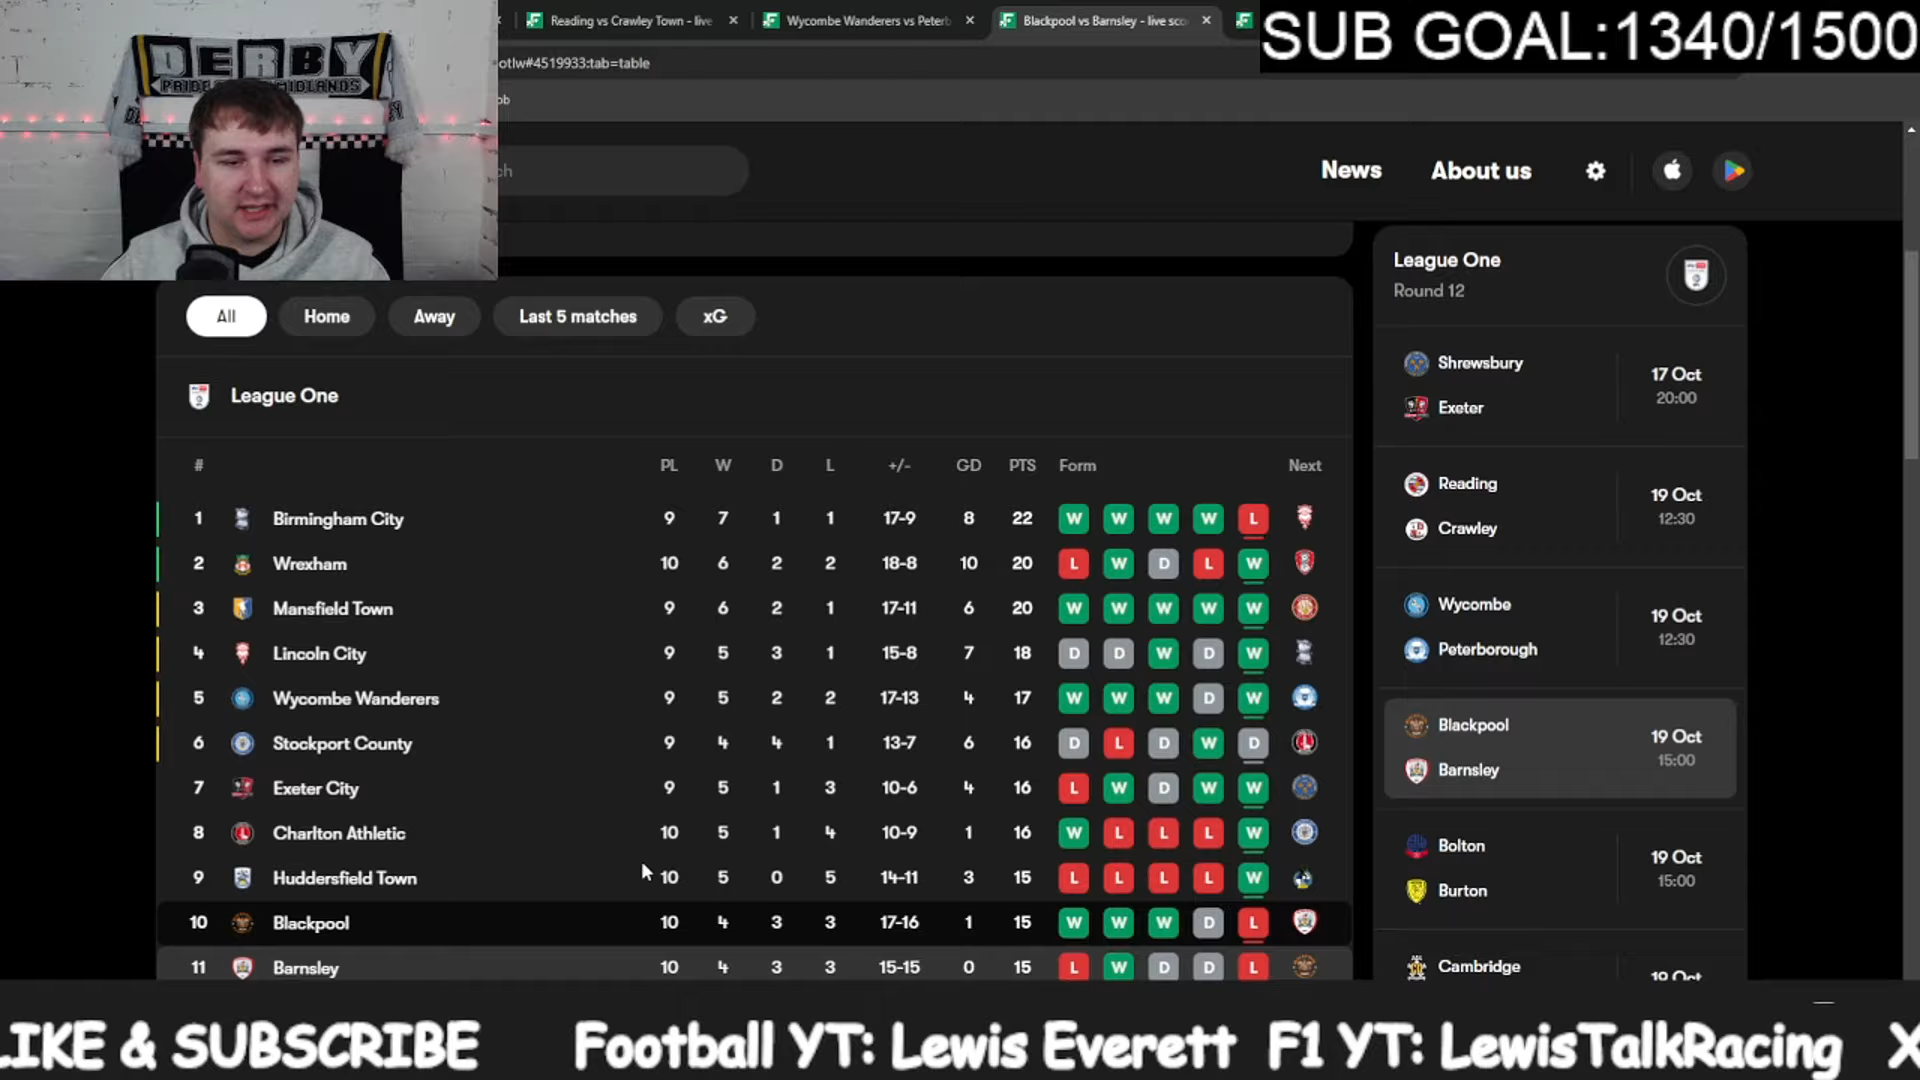 Reading vs Crawley Town - live
Wycombe Wanderers vs Peterb
Blackpool vs Barnsley - live sco
SUB GOAL:1340/1500
otlw#4519933:tab=table
ob
DERBY
ch
News
About us
All
Home
Away
Last 5 matches
xG
League One
# PL W D L +/- GD PTS Form Next
1 Birmingham City 9 7 1 1 17-9 8 22 W W W W L
2 Wrexham 10 6 2 2 18-8 10 20 L W D L W
3 Mansfield Town 9 6 2 1 17-11 6 20 W W W W W
4 Lincoln City 9 5 3 1 15-8 7 18 D D W D W
5 Wycombe Wanderers 9 5 2 2 17-13 4 17 W W W D W
6 Stockport County 9 4 4 1 13-7 6 16 D L D W D
7 Exeter City 9 5 1 3 10-6 4 16 L W D W W
8 Charlton Athletic 10 5 1 4 10-9 1 16 W L L L W
9 Huddersfield Town 10 5 0 5 14-11 3 15 L L L L W
10 Blackpool 10 4 3 3 17-16 1 15 W W W D L
11 Barnsley 10 4 3 3 15-15 0 15 L W D D L
League One
Round 12
Shrewsbury
Exeter
17 Oct
20:00
Reading
Crawley
19 Oct
12:30
Wycombe
Peterborough
19 Oct
12:30
Blackpool
Barnsley
19 Oct
15:00
Bolton
Burton
19 Oct
15:00
Cambridge
19 Oct
LIKE & SUBSCRIBE Football YT: Lewis Everett F1 YT: LewisTalkRacing X